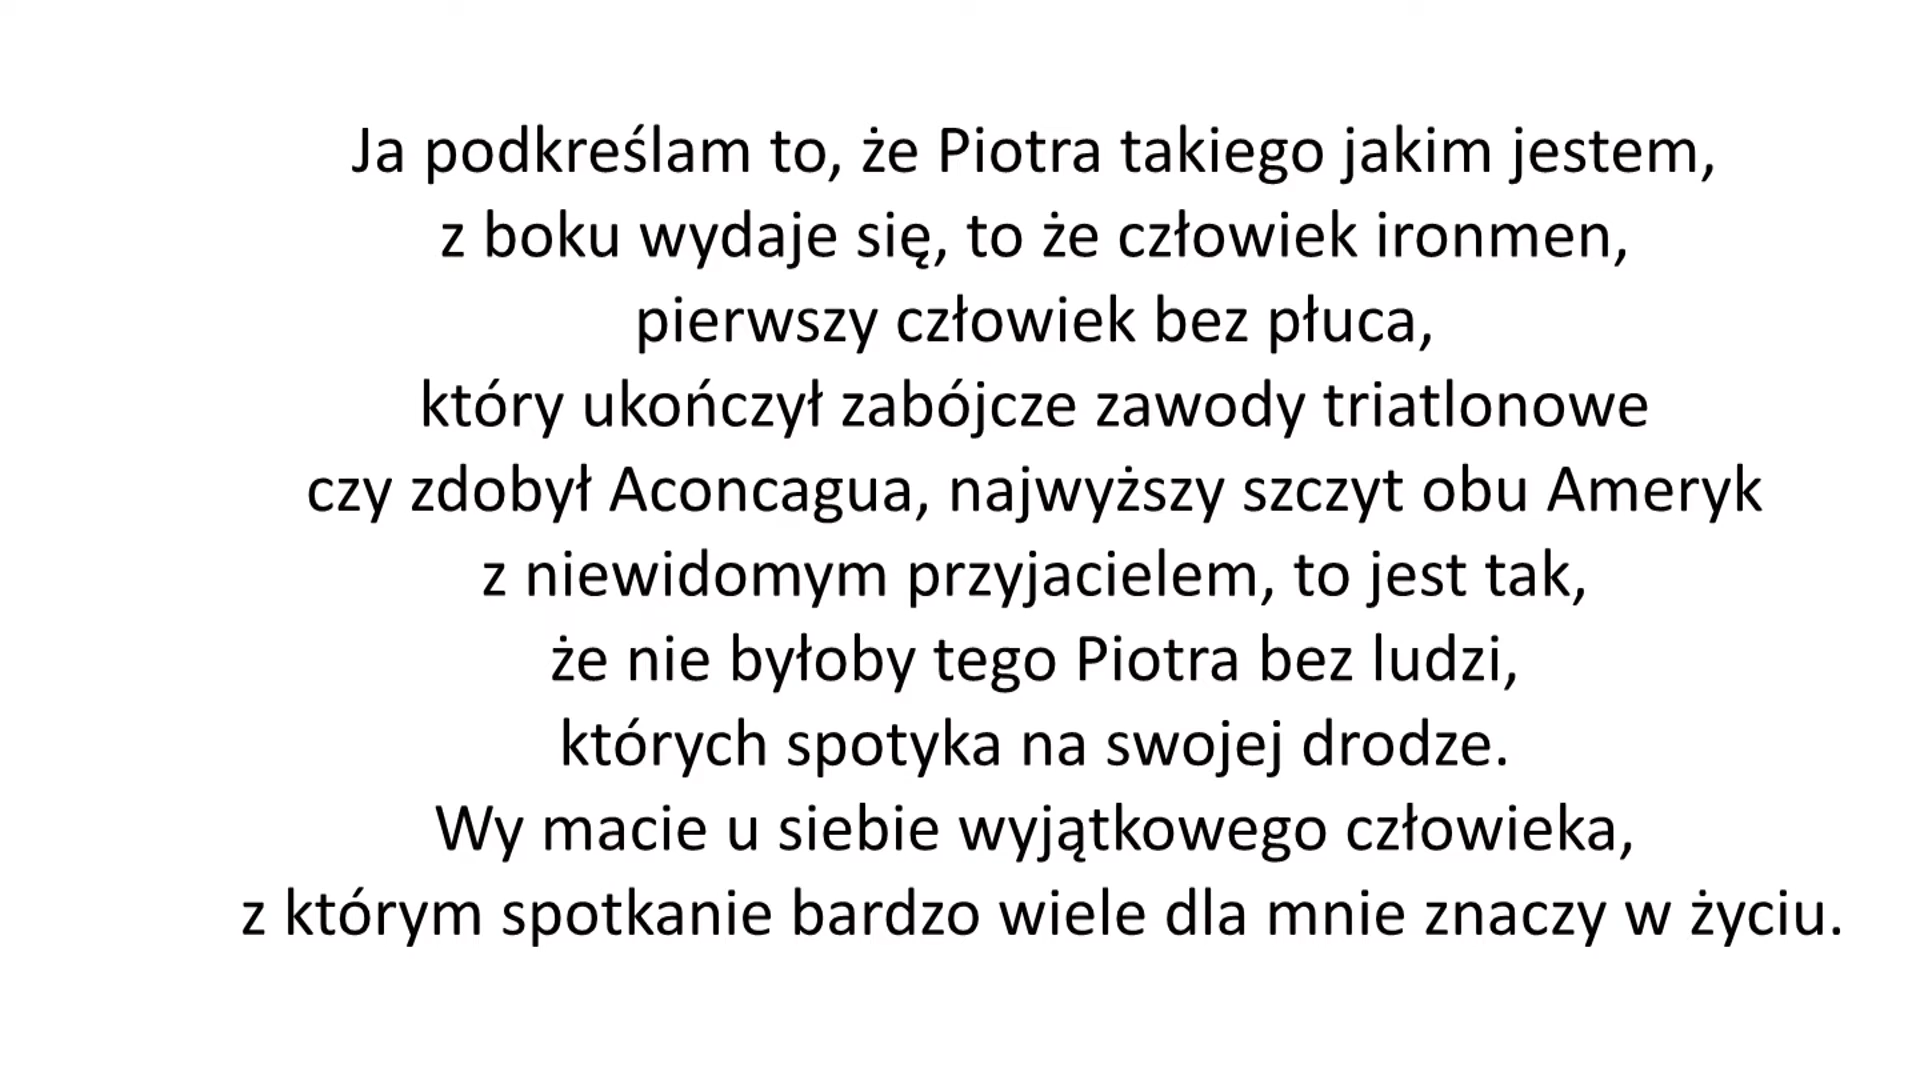 Ja podkreślam to, że Piotra takiego jakim jestem,
z boku wydaje się, to że człowiek ironmen,
pierwszy człowiek bez płuca,
który ukończył zabójcze zawody triatlonowe
czy zdobył Aconcagua, najwyższy szczyt obu Ameryk
z niewidomym przyjacielem, to jest tak,
że nie byłoby tego Piotra bez ludzi,
których spotyka na swojej drodze.
Wy macie u siebie wyjątkowego człowieka,
z którym spotkanie bardzo wiele dla mnie znaczy w życiu.